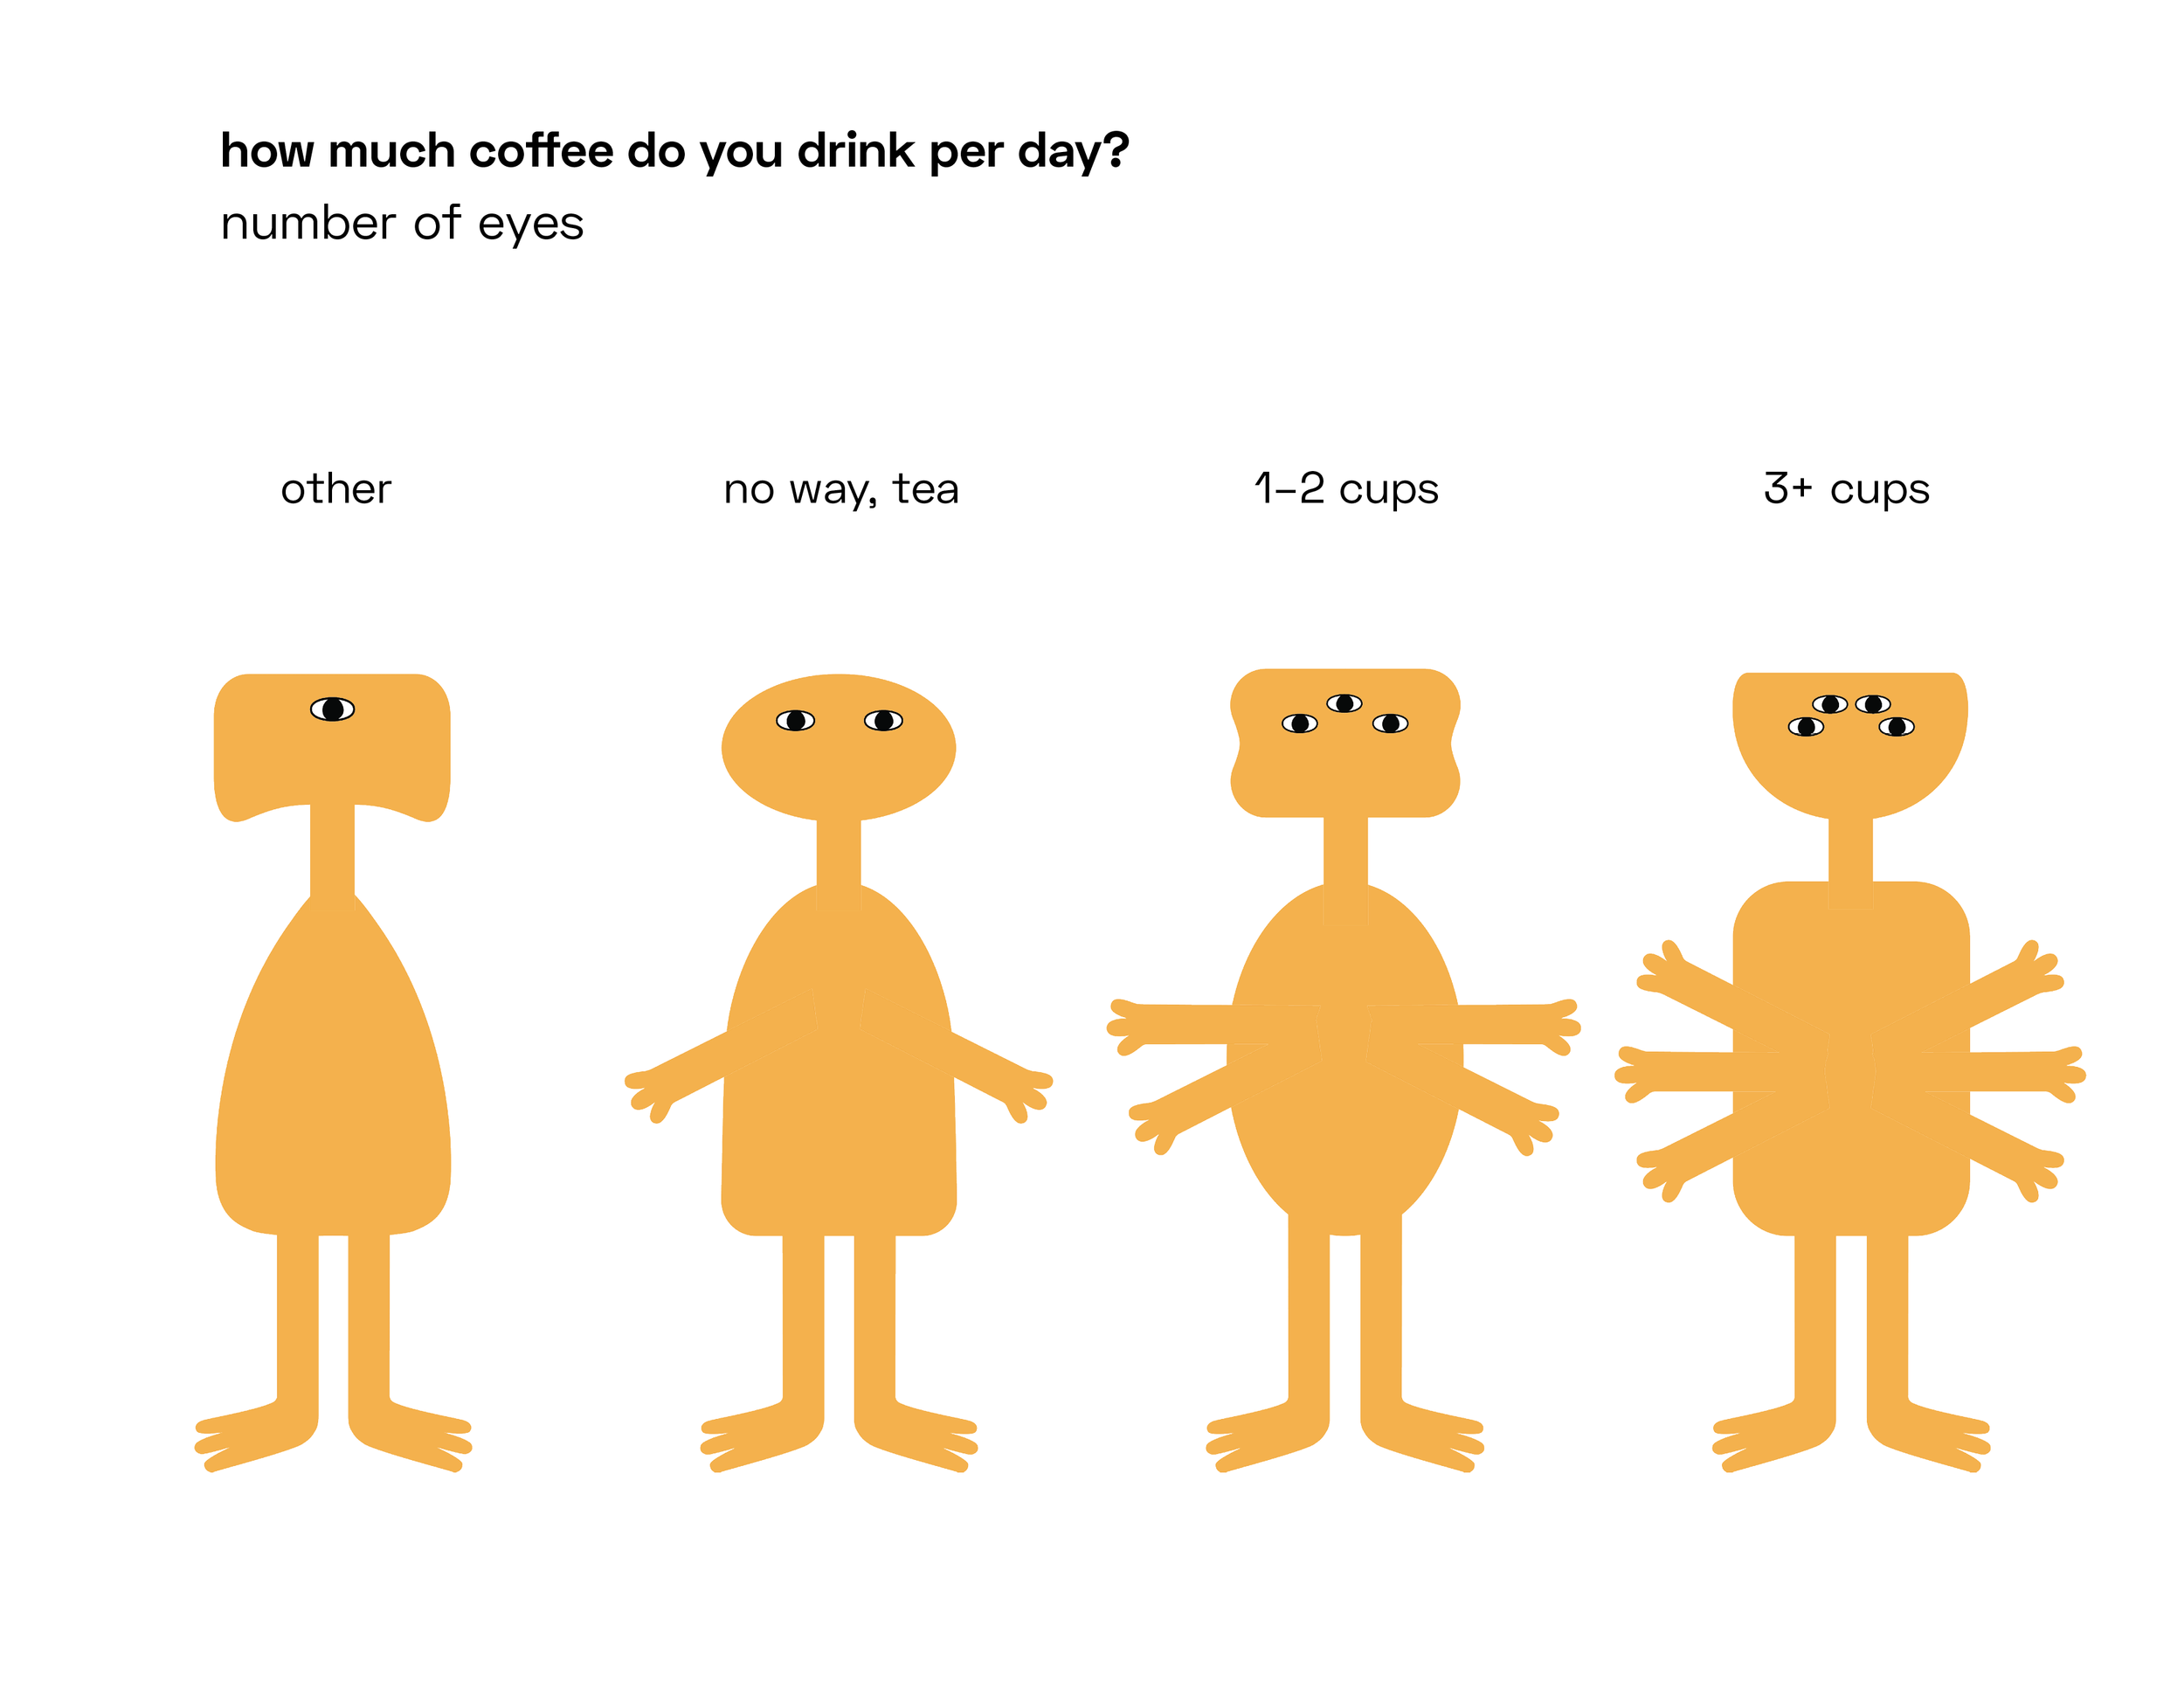 how much coffee do you drink per day?
number of eyes
other
no way, tea
1–2 cups
3+ cups